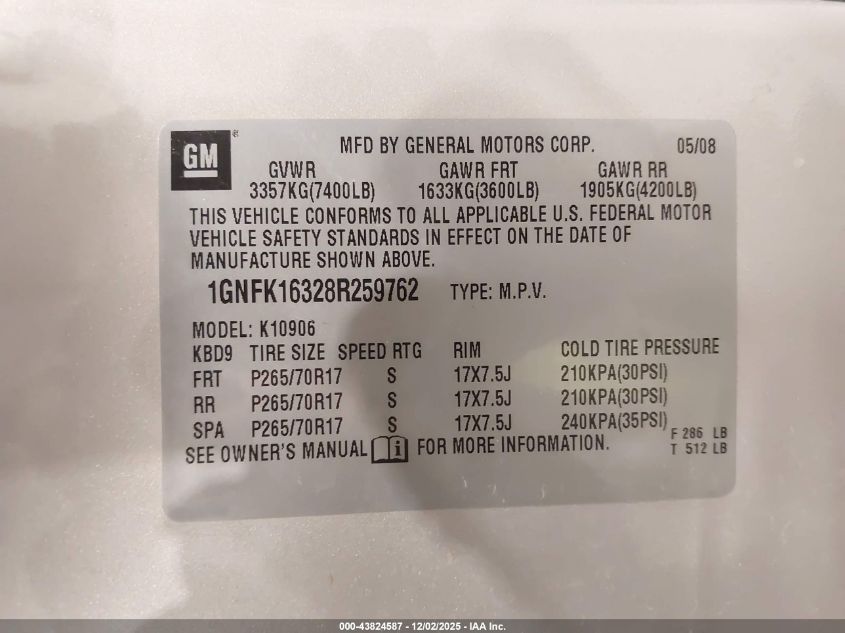 GM ® MFD BY GENERAL MOTORS CORP. 05/08
GVWR GAWR FRT GAWR RR
3357KG(7400LB) 1633KG(3600LB) 1905KG(4200LB)
THIS VEHICLE CONFORMS TO ALL APPLICABLE U.S. FEDERAL MOTOR
VEHICLE SAFETY STANDARDS IN EFFECT ON THE DATE OF
MANUFACTURE SHOWN ABOVE.
1GNFK16328R259762 TYPE: M.P.V.
MODEL: K10906
KBD9 TIRE SIZE SPEED RTG RIM COLD TIRE PRESSURE
FRT P265/70R17 S 17X7.5J 210KPA(30PSI)
RR P265/70R17 S 17X7.5J 210KPA(30PSI)
SPA P265/70R17 S 17X7.5J 240KPA(35PSI) F 286 LB
SEE OWNER'S MANUAL i FOR MORE INFORMATION. T 512 LB
000-43824587 - 12/02/2025 - IAA Inc.